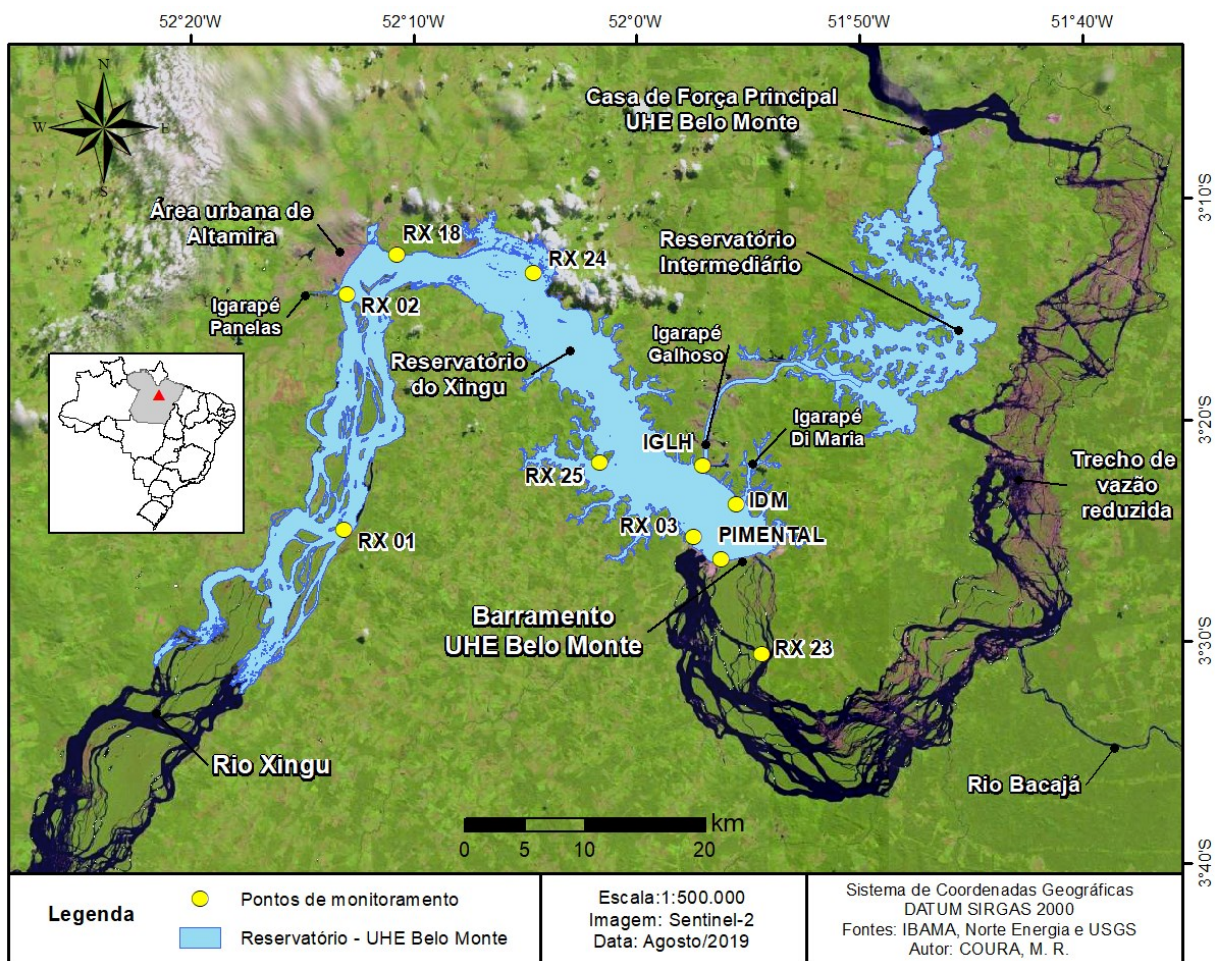 52°20'W
52°10'W
52°0'W
51°50'W
51°40'W
N
W
E
S
Casa de Força Principal
UHE Belo Monte
3°10'S
Área urbana de
Altamira
RX 18
RX 24
Reservatório
Intermediário
Igarapé
Panelas
RX 02
Igarapé
Galhoso
Reservatório
do Xingu
3°20'S
IGLH
Igarapé
Di Maria
RX 25
Trecho de
vazão
reduzida
IDM
RX 03
PIMENTAL
RX 01
Barramento
UHE Belo Monte
RX 23
3°30'S
Rio Xingu
Rio Bacajá
km
0
5
10
20
3°40'S
Legenda
Pontos de monitoramento
Reservatório - UHE Belo Monte
Escala:1:500.000
Imagem: Sentinel-2
Data: Agosto/2019
Sistema de Coordenadas Geográficas
DATUM SIRGAS 2000
Fontes: IBAMA, Norte Energia e USGS
Autor: COURA, M. R.